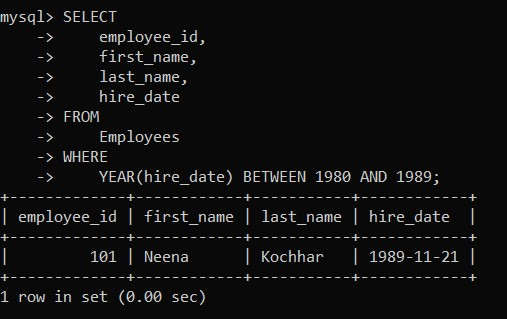 mysql> SELECT
    ->     employee_id,
    ->     first_name,
    ->     last_name,
    ->     hire_date
    -> FROM
    ->     Employees
    -> WHERE
    ->     YEAR(hire_date) BETWEEN 1980 AND 1989;
+-------------+------------+-----------+------------+
| employee_id | first_name | last_name | hire_date  |
+-------------+------------+-----------+------------+
|         101 | Neena      | Kochhar   | 1989-11-21 |
+-------------+------------+-----------+------------+
1 row in set (0.00 sec)